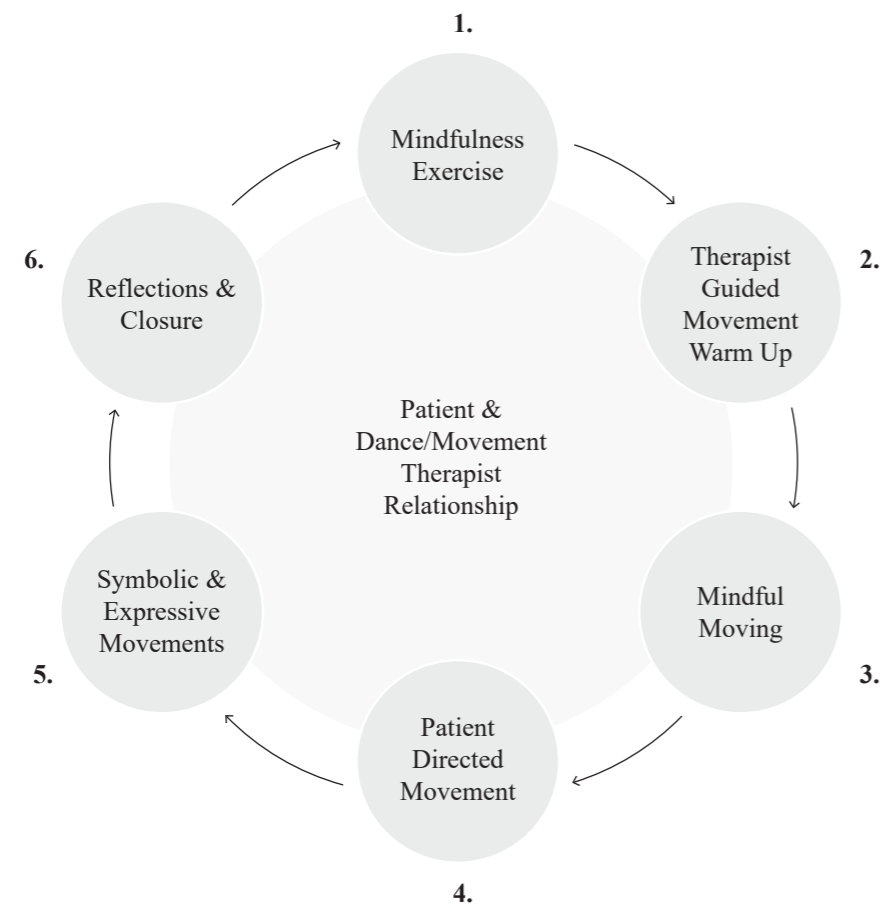 1.
Mindfulness
Exercise
2.
Therapist
Guided
Movement
Warm Up
3.
Mindful
Moving
4.
Patient
Directed
Movement
5.
Symbolic &
Expressive
Movements
6.
Reflections &
Closure
Patient &
Dance/Movement
Therapist
Relationship